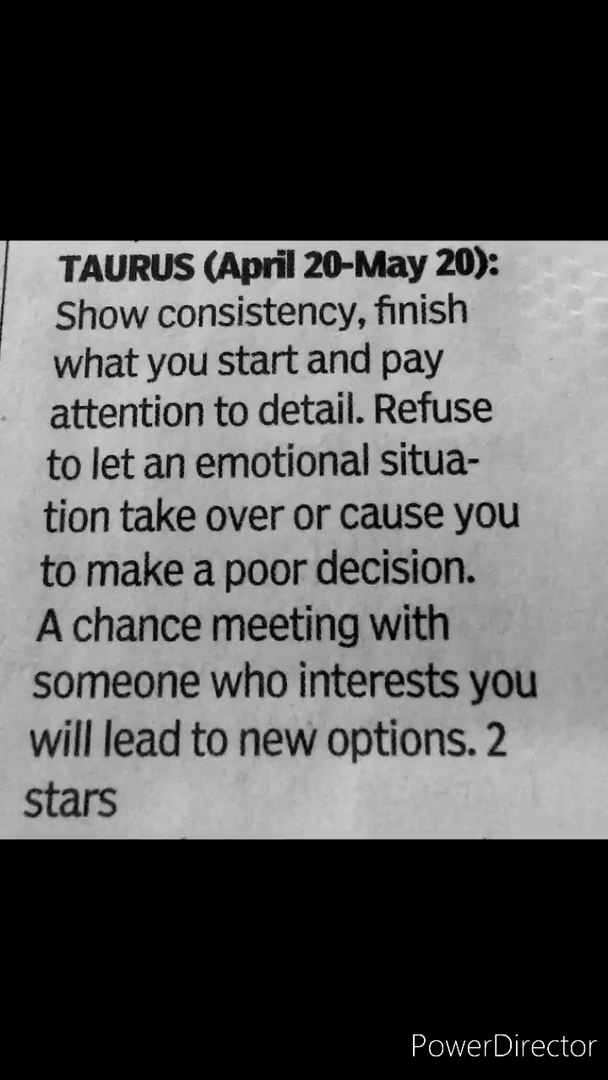 TAURUS (April 20-May 20):
Show consistency, finish
what you start and pay
attention to detail. Refuse
to let an emotional situa-
tion take over or cause you
to make a poor decision.
A chance meeting with
someone who interests you
will lead to new options. 2
stars
PowerDirector